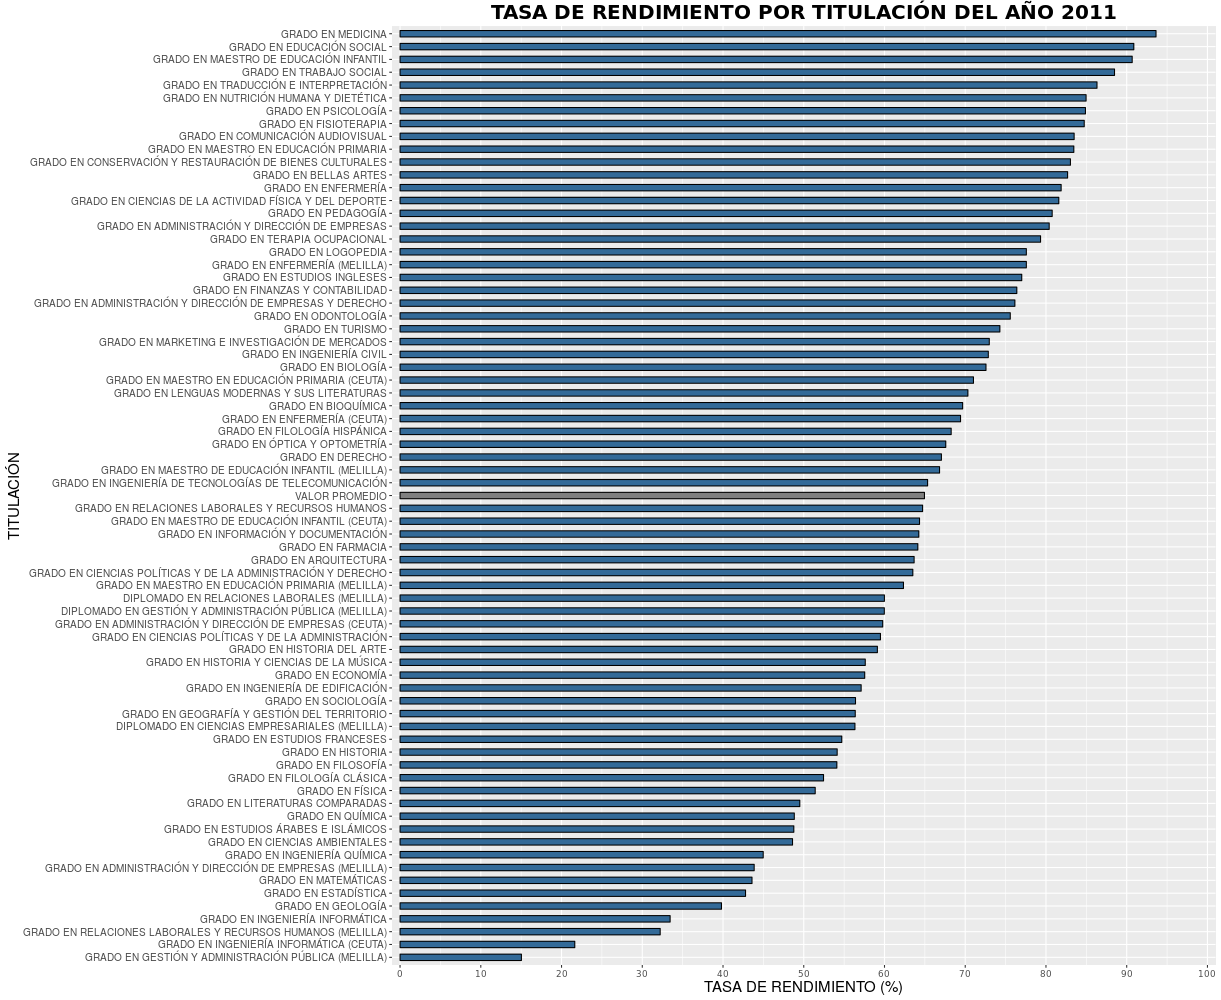 TASA DE RENDIMIENTO POR TITULACIÓN DEL AÑO 2011
TITULACIÓN
GRADO EN MEDICINA
GRADO EN EDUCACIÓN SOCIAL
GRADO EN MAESTRO DE EDUCACIÓN INFANTIL
GRADO EN TRABAJO SOCIAL
GRADO EN TRADUCCIÓN E INTERPRETACIÓN
GRADO EN NUTRICIÓN HUMANA Y DIETÉTICA
GRADO EN PSICOLOGÍA
GRADO EN FISIOTERAPIA
GRADO EN COMUNICACIÓN AUDIOVISUAL
GRADO EN MAESTRO EN EDUCACIÓN PRIMARIA
GRADO EN CONSERVACIÓN Y RESTAURACIÓN DE BIENES CULTURALES
GRADO EN BELLAS ARTES
GRADO EN ENFERMERÍA
GRADO EN CIENCIAS DE LA ACTIVIDAD FÍSICA Y DEL DEPORTE
GRADO EN PEDAGOGÍA
GRADO EN ADMINISTRACIÓN Y DIRECCIÓN DE EMPRESAS
GRADO EN TERAPIA OCUPACIONAL
GRADO EN LOGOPEDIA
GRADO EN ENFERMERÍA (MELILLA)
GRADO EN ESTUDIOS INGLESES
GRADO EN FINANZAS Y CONTABILIDAD
GRADO EN ADMINISTRACIÓN Y DIRECCIÓN DE EMPRESAS Y DERECHO
GRADO EN ODONTOLOGÍA
GRADO EN TURISMO
GRADO EN MARKETING E INVESTIGACIÓN DE MERCADOS
GRADO EN INGENIERÍA CIVIL
GRADO EN BIOLOGÍA
GRADO EN MAESTRO EN EDUCACIÓN PRIMARIA (CEUTA)
GRADO EN LENGUAS MODERNAS Y SUS LITERATURAS
GRADO EN BIOQUÍMICA
GRADO EN ENFERMERÍA (CEUTA)
GRADO EN FILOLOGÍA HISPÁNICA
GRADO EN ÓPTICA Y OPTOMETRÍA
GRADO EN DERECHO
GRADO EN MAESTRO DE EDUCACIÓN INFANTIL (MELILLA)
GRADO EN INGENIERÍA DE TECNOLOGÍAS DE TELECOMUNICACIÓN
VALOR PROMEDIO
GRADO EN RELACIONES LABORALES Y RECURSOS HUMANOS
GRADO EN MAESTRO DE EDUCACIÓN INFANTIL (CEUTA)
GRADO EN INFORMACIÓN Y DOCUMENTACIÓN
GRADO EN FARMACIA
GRADO EN ARQUITECTURA
GRADO EN CIENCIAS POLÍTICAS Y DE LA ADMINISTRACIÓN Y DERECHO
GRADO EN MAESTRO EN EDUCACIÓN PRIMARIA (MELILLA)
DIPLOMADO EN RELACIONES LABORALES (MELILLA)
DIPLOMADO EN GESTIÓN Y ADMINISTRACIÓN PÚBLICA (MELILLA)
GRADO EN ADMINISTRACIÓN Y DIRECCIÓN DE EMPRESAS (CEUTA)
GRADO EN CIENCIAS POLÍTICAS Y DE LA ADMINISTRACIÓN
GRADO EN HISTORIA DEL ARTE
GRADO EN HISTORIA Y CIENCIAS DE LA MÚSICA
GRADO EN ECONOMÍA
GRADO EN INGENIERÍA DE EDIFICACIÓN
GRADO EN SOCIOLOGÍA
GRADO EN GEOGRAFÍA Y GESTIÓN DEL TERRITORIO
DIPLOMADO EN CIENCIAS EMPRESARIALES (MELILLA)
GRADO EN ESTUDIOS FRANCESES
GRADO EN HISTORIA
GRADO EN FILOSOFÍA
GRADO EN FILOLOGÍA CLÁSICA
GRADO EN FÍSICA
GRADO EN LITERATURAS COMPARADAS
GRADO EN QUÍMICA
GRADO EN ESTUDIOS ÁRABES E ISLÁMICOS
GRADO EN CIENCIAS AMBIENTALES
GRADO EN INGENIERÍA QUÍMICA
GRADO EN ADMINISTRACIÓN Y DIRECCIÓN DE EMPRESAS (MELILLA)
GRADO EN MATEMÁTICAS
GRADO EN ESTADÍSTICA
GRADO EN GEOLOGÍA
GRADO EN INGENIERÍA INFORMÁTICA
GRADO EN RELACIONES LABORALES Y RECURSOS HUMANOS (MELILLA)
GRADO EN INGENIERÍA INFORMÁTICA (CEUTA)
GRADO EN GESTIÓN Y ADMINISTRACIÓN PÚBLICA (MELILLA)
0 10 20 30 40 50 60 70 80 90 100
TASA DE RENDIMIENTO (%)